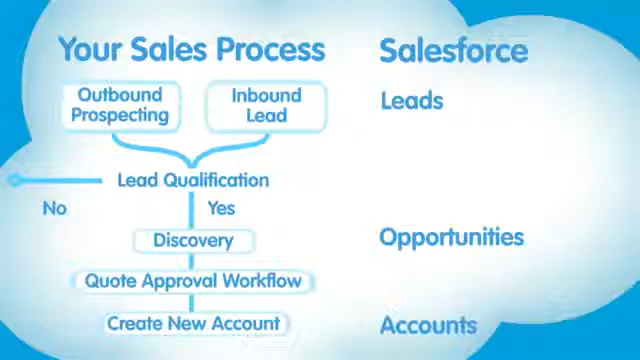 Your Sales Process
Salesforce
Outbound
Prospecting
Inbound
Lead
Leads
Lead Qualification
No
Yes
Discovery
Opportunities
Quote Approval Workflow
Create New Account
Accounts